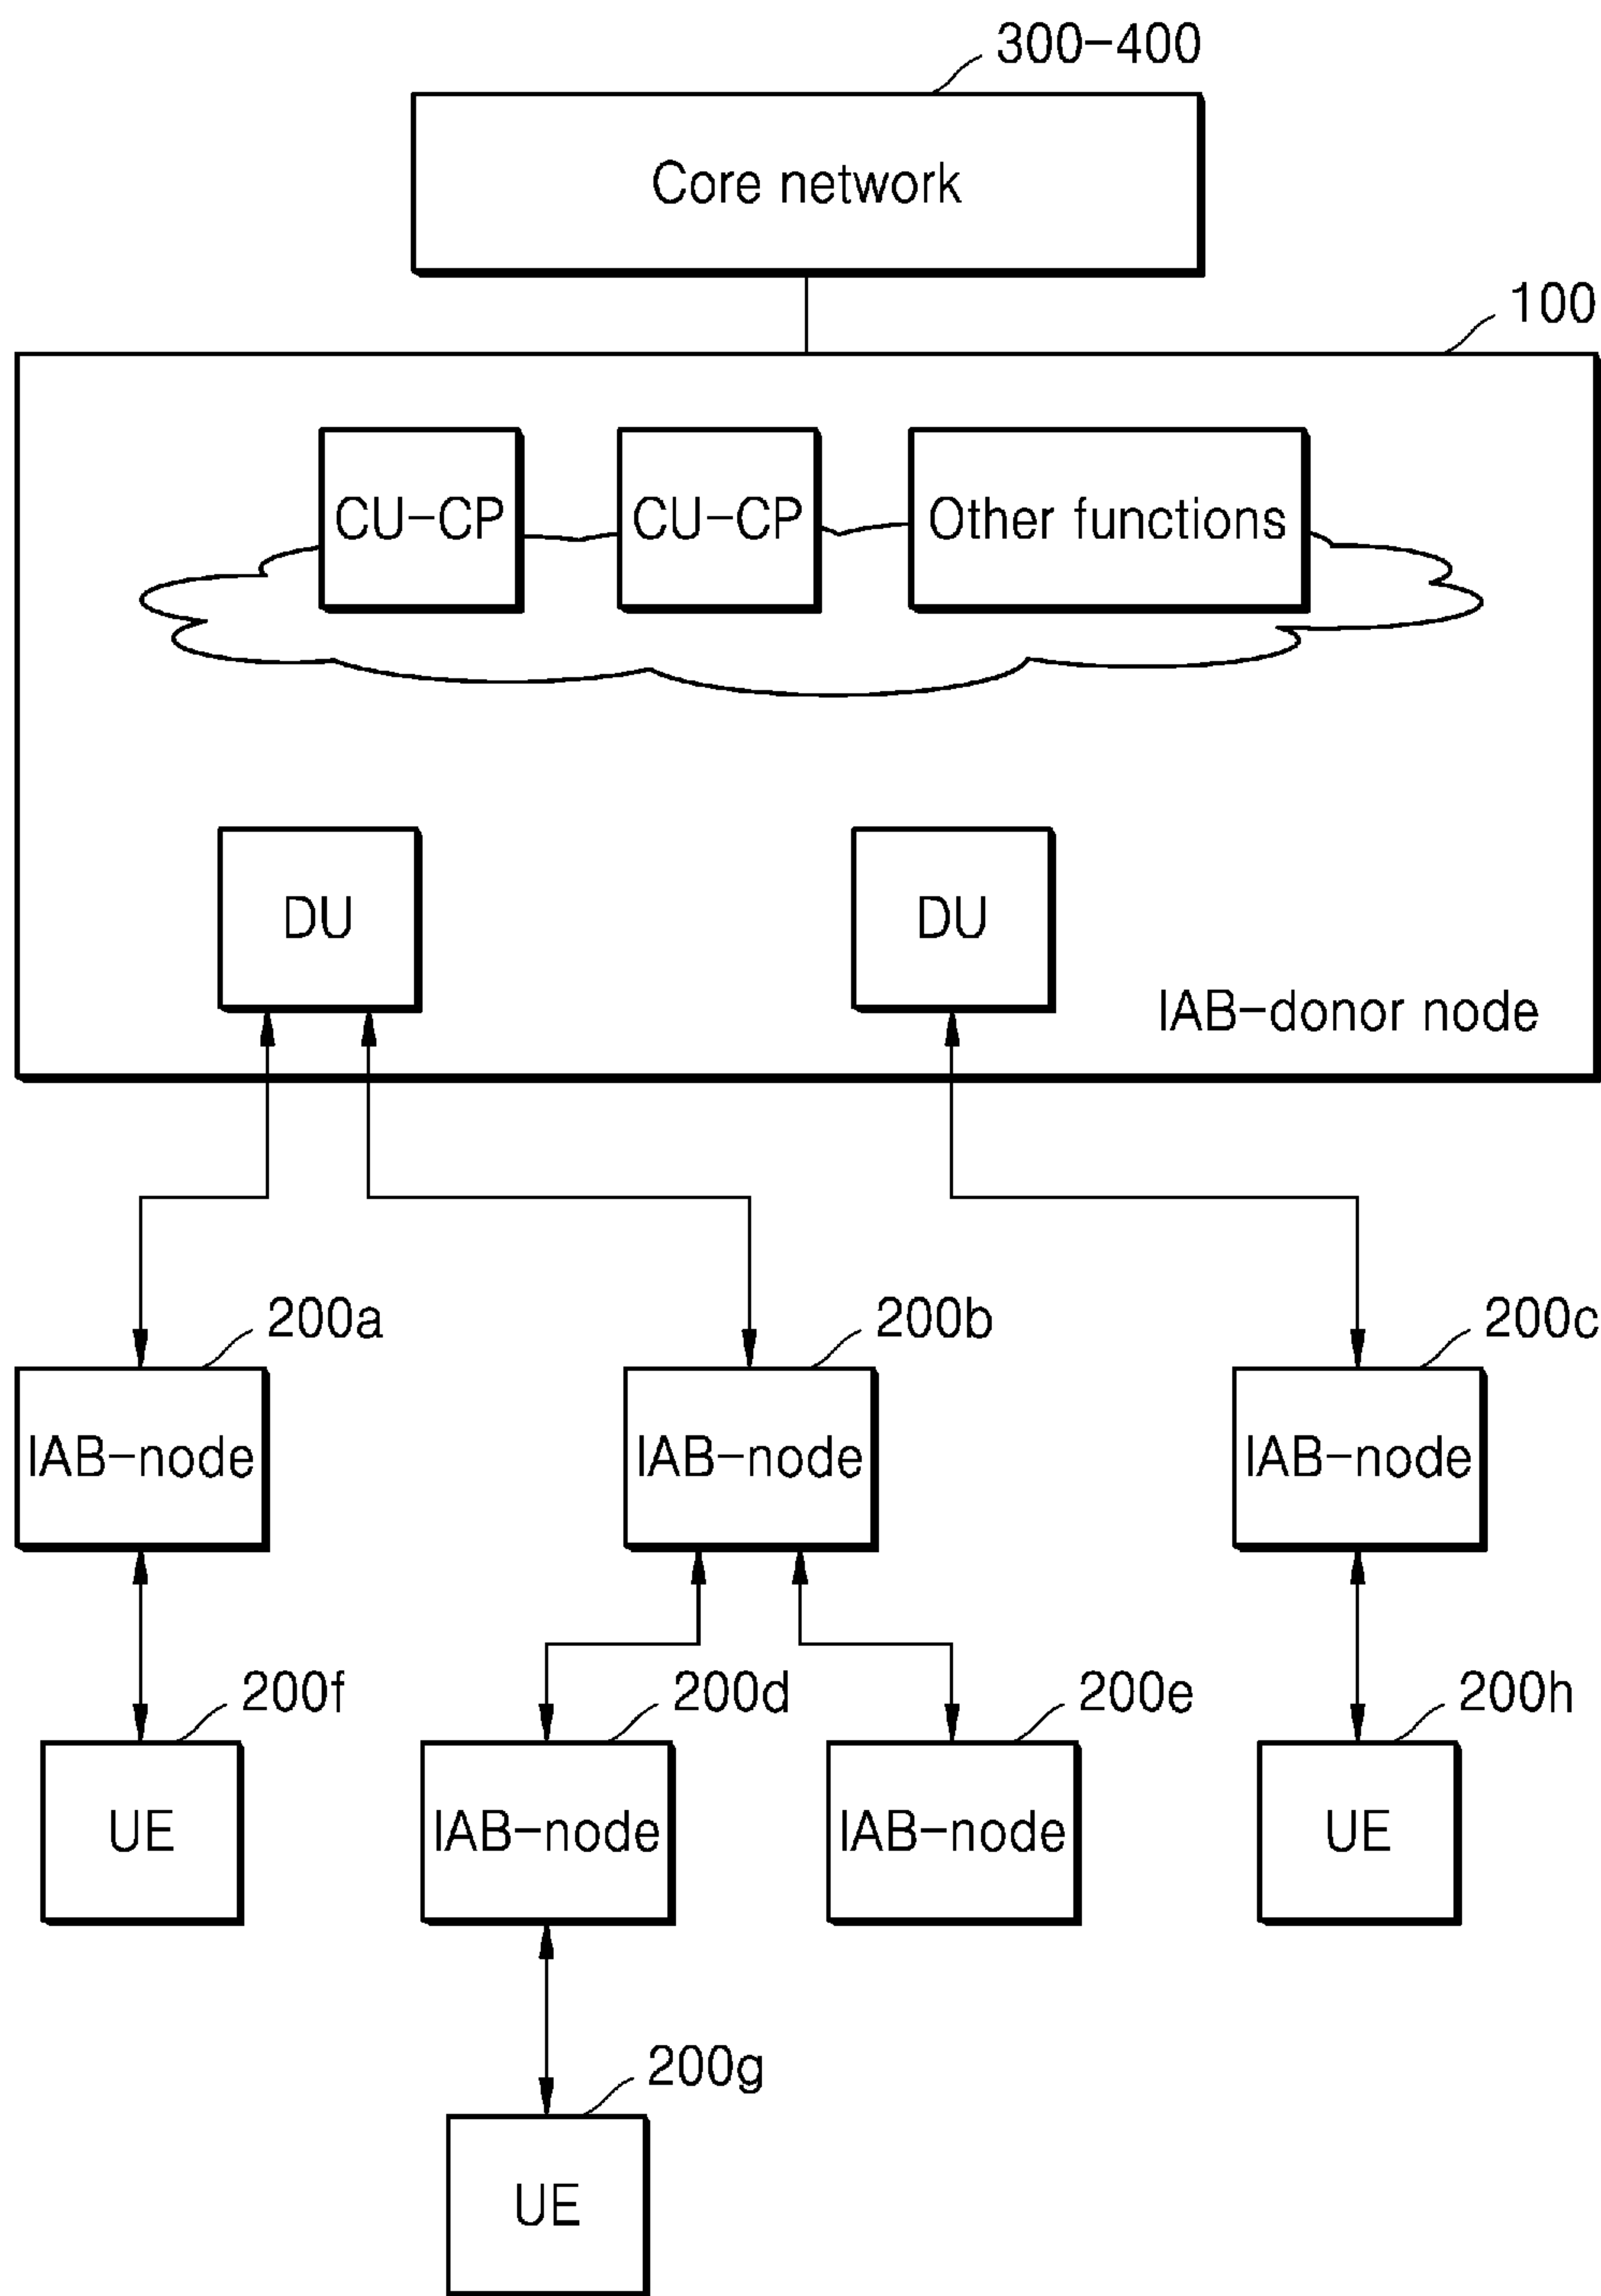 300-400
Core network
100
CU-CP
CU-CP
Other functions
DU
DU
IAB-donor node
200a
200b
200c
IAB-node
IAB-node
IAB-node
200f
200d
200e
200h
UE
IAB-node
IAB-node
UE
200g
UE